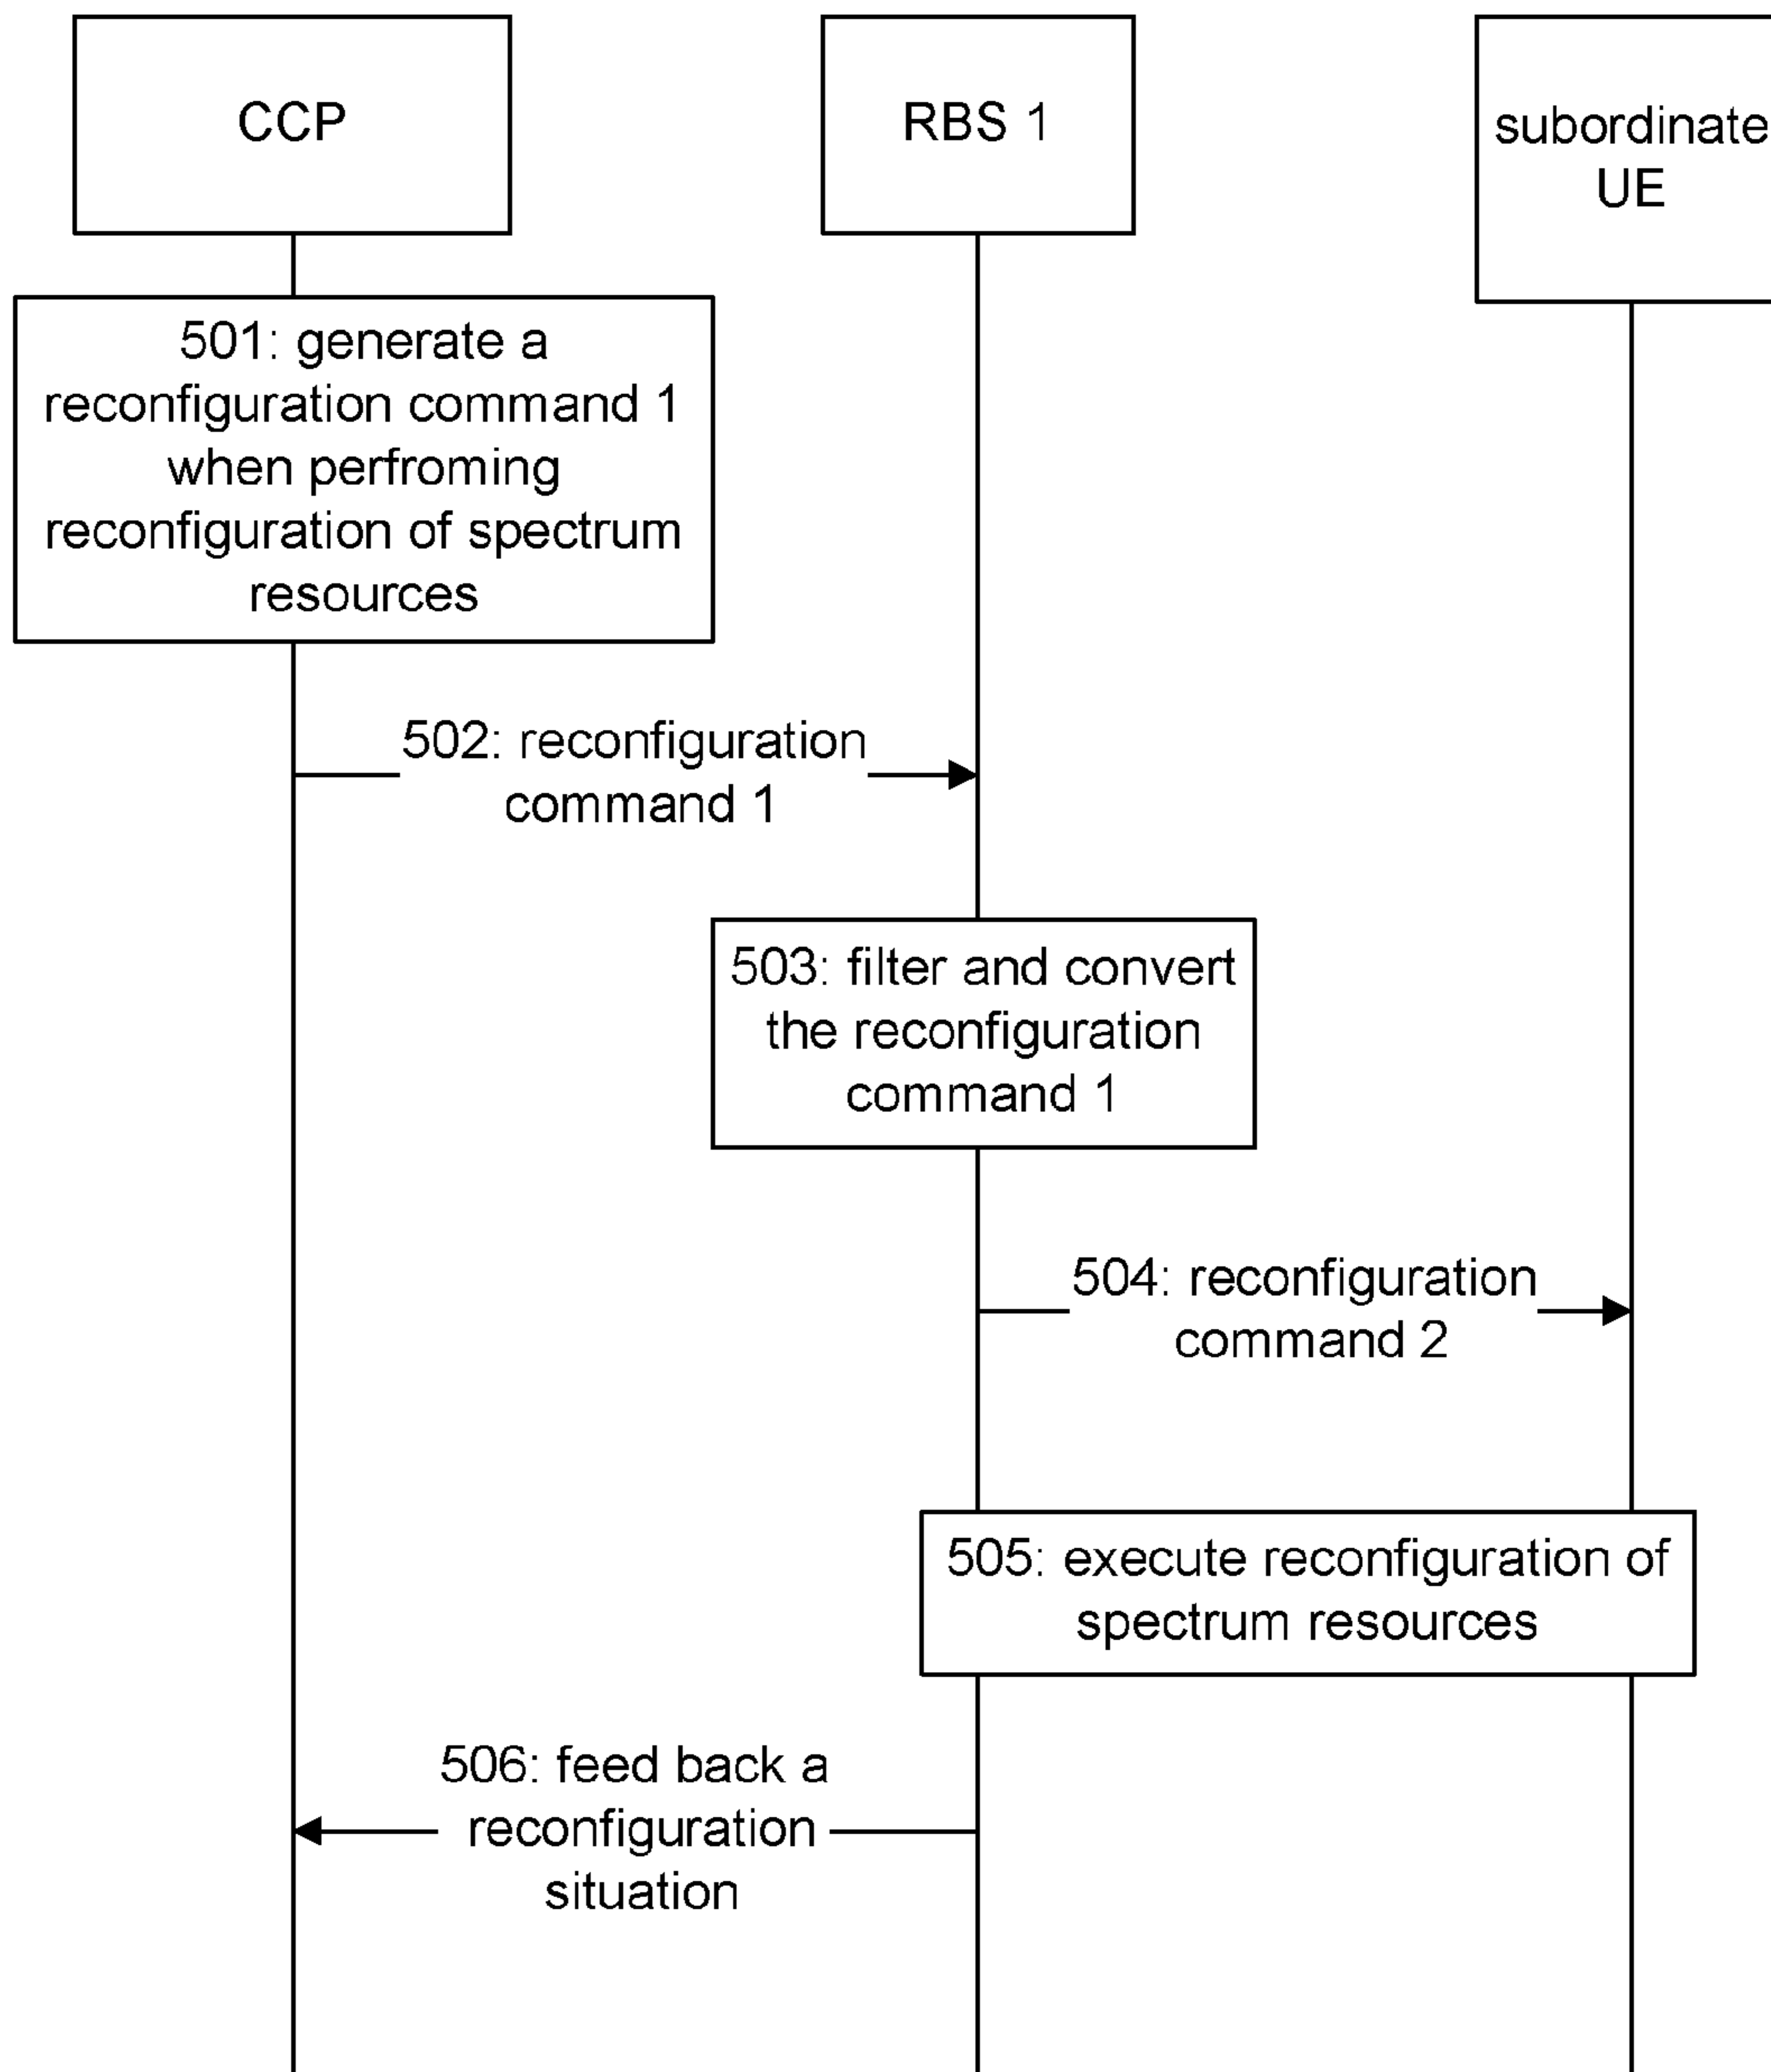 CCP
RBS 1
subordinate
UE
501: generate a
reconfiguration command 1
when perfroming
reconfiguration of spectrum
resources
502: reconfiguration
command 1
503: filter and convert
the reconfiguration
command 1
504: reconfiguration
command 2
505: execute reconfiguration of
spectrum resources
506: feed back a
reconfiguration
situation